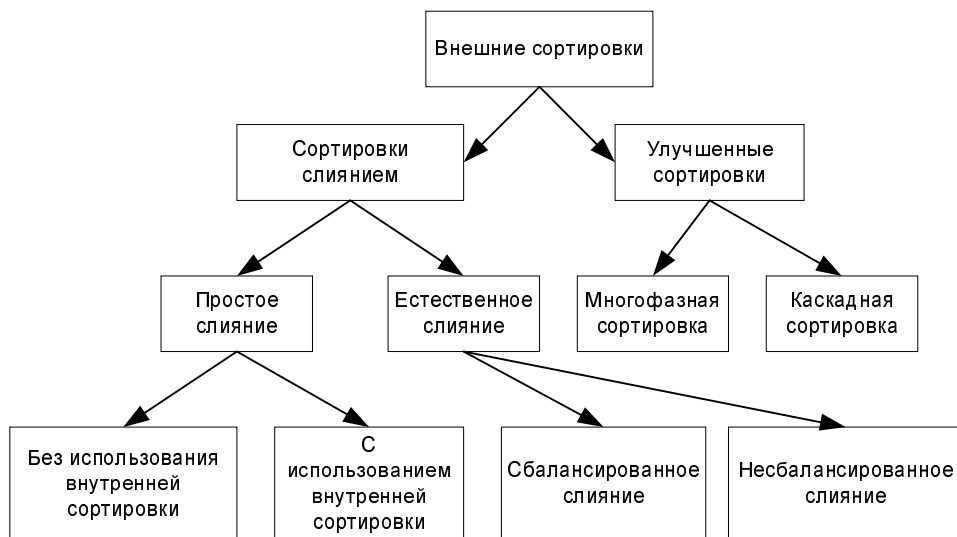 Внешние сортировки
Сортировки
слиянием
Улучшенные
сортировки
Простое
слияние
Естественное
слияние
Многофазная
сортировка
Каскадная
сортировка
Без использования
внутренней
сортировки
С
использованием
внутренней
сортировки
Сбалансированное
слияние
Несбалансированное
слияние